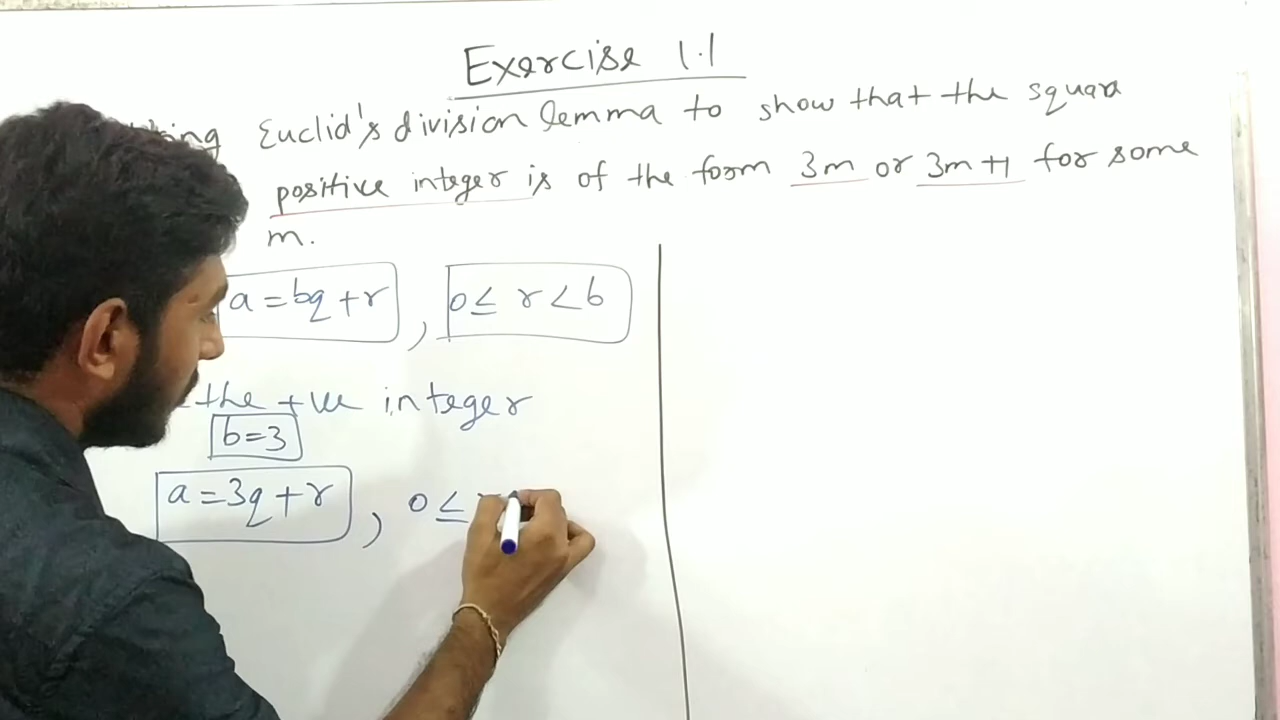 Exercise 1.1
Euclid's division lemma to show that the square
positive integer is of the form 3m or 3m+1 for some
m.
a = bq + r , 0 ≤ r < b
the +ve integer
b=3
a = 3q + r , 0 ≤